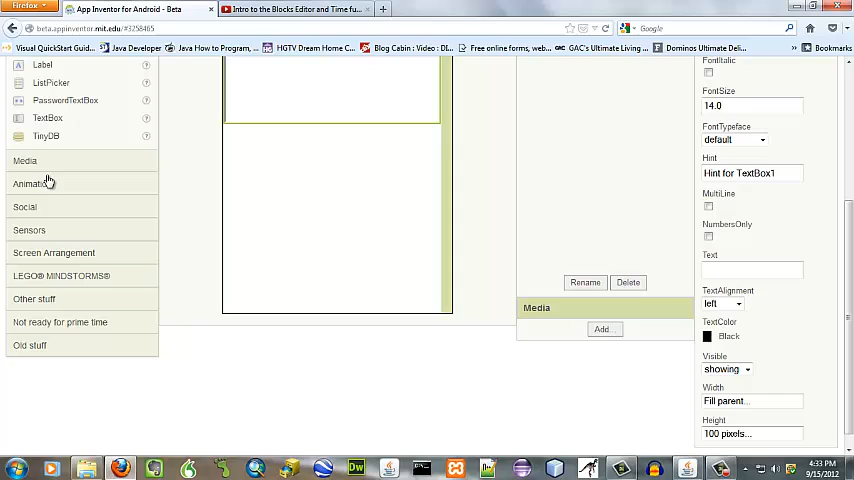 Firefox
App Inventor for Android - Beta
Intro to the Blocks Editor and Time fu...
beta.appinventor.mit.edu/#3258465
Google
Visual QuickStart Guid...
Java Developer
Java How to Program, ...
HGTV Dream Home C...
Blog Cabin : Video : DI...
Free online forms, web...
GAC's Ultimate Living ...
Dominos Ultimate Deli...
Bookmarks
Label
ListPicker
PasswordTextBox
TextBox
TinyDB
Media
Animatio
Social
Sensors
Screen Arrangement
LEGO® MINDSTORMS®
Other stuff
Not ready for prime time
Old stuff
Rename
Delete
Media
Add...
FontItalic
FontSize
14.0
FontTypeface
default
Hint
Hint for TextBox1
MultiLine
NumbersOnly
Text
TextAlignment
left
TextColor
Black
Visible
showing
Width
Fill parent...
Height
100 pixels...
Dw
4:33 PM
9/15/2012